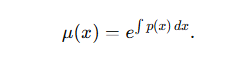 μ(x) = e^{∫ p(x) dx}.